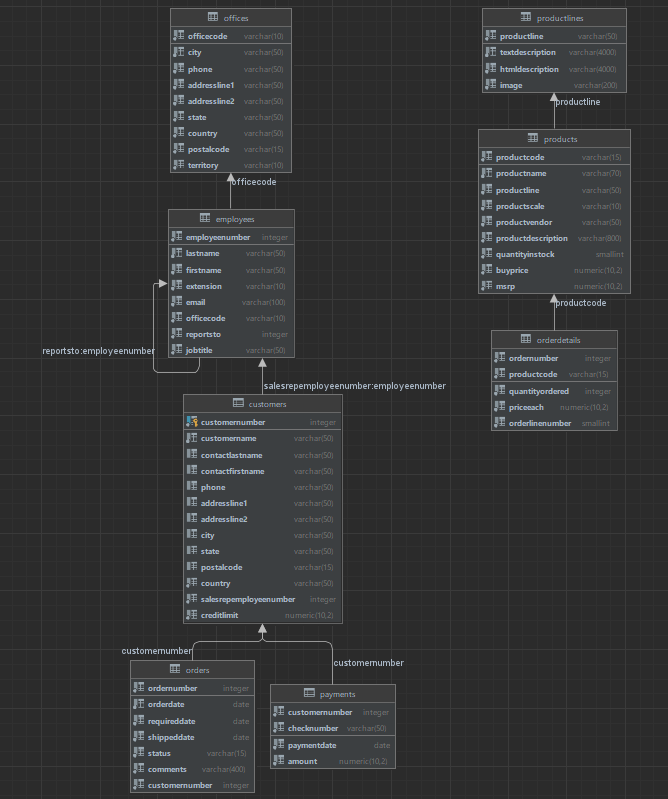 offices
officecode varchar(10)
city varchar(50)
phone varchar(50)
addressline1 varchar(50)
addressline2 varchar(50)
state varchar(50)
country varchar(50)
postalcode varchar(15)
territory varchar(10)
officecode
employees
employeenumber integer
lastname varchar(50)
firstname varchar(50)
extension varchar(10)
email varchar(100)
officecode varchar(10)
reportsto integer
jobtitle varchar(50)
reportsto:employeenumber
salesrepemployeenumber:employeenumber
customers
customernumber integer
customername varchar(50)
contactlastname varchar(50)
contactfirstname varchar(50)
phone varchar(50)
addressline1 varchar(50)
addressline2 varchar(50)
city varchar(50)
state varchar(50)
postalcode varchar(15)
country varchar(50)
salesrepemployeenumber integer
creditlimit numeric(10,2)
customernumber
customernumber
orders
ordernumber integer
orderdate date
requireddate date
shippeddate date
status varchar(15)
comments varchar(400)
customernumber integer
payments
customernumber integer
checknumber varchar(50)
paymentdate date
amount numeric(10,2)
productlines
productline varchar(50)
textdescription varchar(4000)
htmldescription varchar(4000)
image varchar(200)
productline
products
productcode varchar(15)
productname varchar(70)
productline varchar(50)
productscale varchar(10)
productvendor varchar(50)
productdescription varchar(800)
quantityinstock smallint
buyprice numeric(10,2)
msrp numeric(10,2)
productcode
orderdetails
ordernumber integer
productcode varchar(15)
quantityordered integer
priceeach numeric(10,2)
orderlinenumber smallint